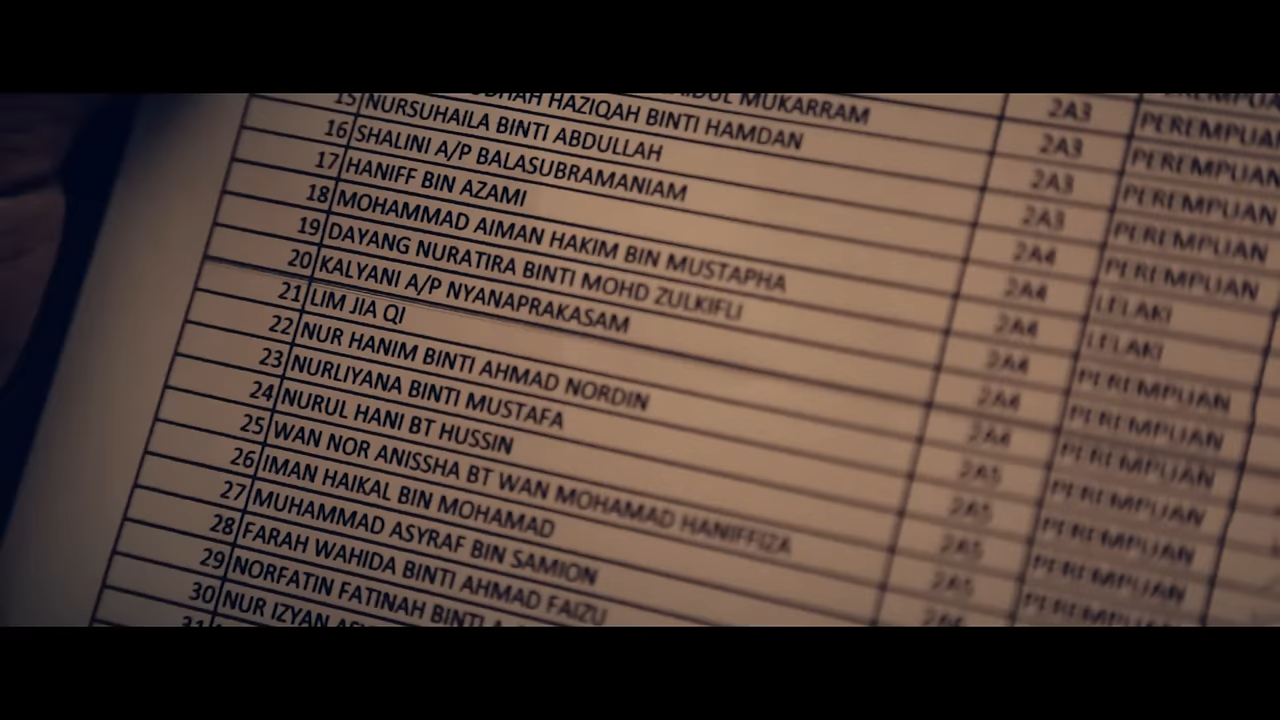 2A3 PEREMPUAN
MUKARRAM 2A3 PEREMPUAN
HAZIQAH BINTI HAMDAN 2A3 PEREMPUAN
15 NURSUHAILA BINTI ABDULLAH 2A3 PEREMPUAN
16 SHALINI A/P BALASUBRAMANIAM 2A4 PEREMPUAN
17 HANIFF BIN AZAMI 2A4 LELAKI
18 MOHAMMAD AIMAN HAKIM BIN MUSTAPHA 2A4 LELAKI
19 DAYANG NURATIRA BINTI MOHD ZULKIFLI 2A4 PEREMPUAN
20 KALYANI A/P NYANAPRAKASAM 2A4 PEREMPUAN
21 LIM JIA QI 2A4 PEREMPUAN
22 NUR HANIM BINTI AHMAD NORDIN 2A5 PEREMPUAN
23 NURLIYANA BINTI MUSTAFA 2A5 PEREMPUAN
24 NURUL HANI BT HUSSIN 2A5 PEREMPUAN
25 WAN NOR ANISSHA BT WAN MOHAMAD HANIFFIZA 2A5 PEREMPUAN
26 IMAN HAIKAL BIN MOHAMAD
27 MUHAMMAD ASYRAF BIN SAMION
28 FARAH WAHIDA BINTI AHMAD FAIZU
29 NORFATIN FATINAH BINTI
30 NUR IZYAN
31